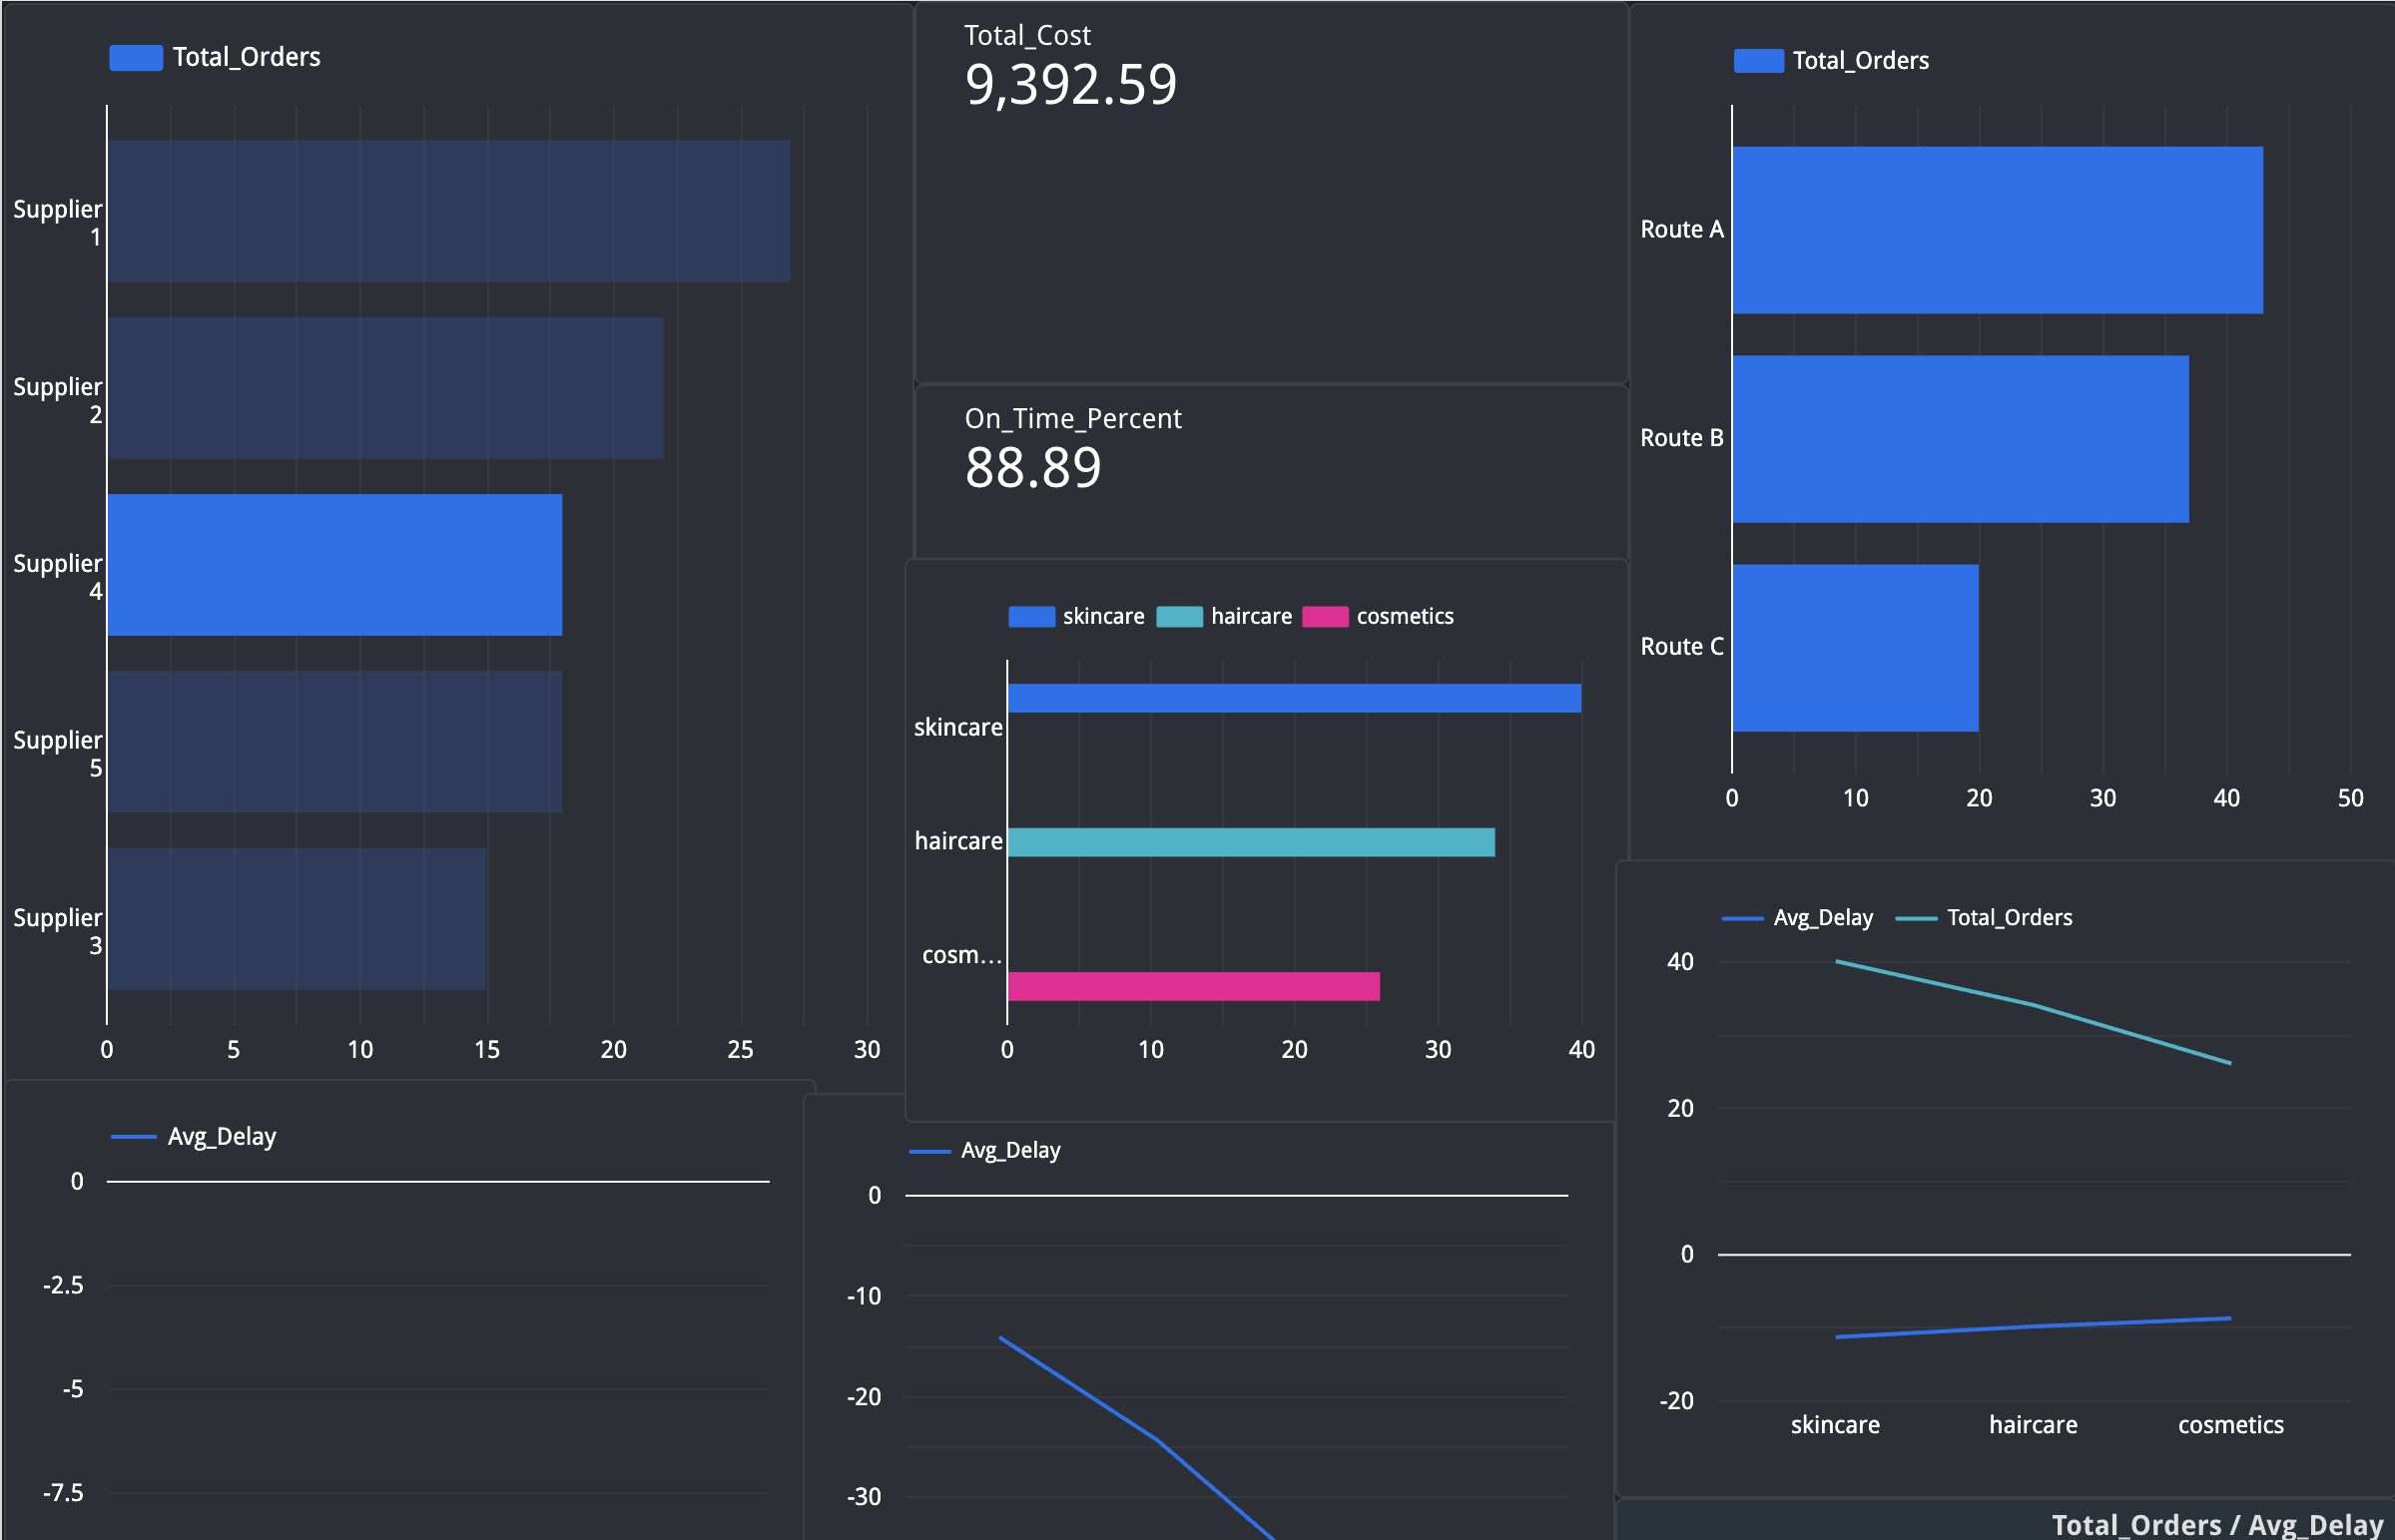 Total_Orders
Supplier
1
Supplier
2
Supplier
4
Supplier
5
Supplier
3
0 5 10 15 20 25 30
Total_Cost
9,392.59
On_Time_Percent
88.89
skincare haircare cosmetics
skincare
haircare
cosm...
0 10 20 30 40
Total_Orders
Route A
Route B
Route C
0 10 20 30 40 50
Avg_Delay Total_Orders
40
20
0
-20
skincare haircare cosmetics
Avg_Delay
0
-2.5
-5
-7.5
Avg_Delay
0
-10
-20
-30
Total_Orders / Avg_Delay